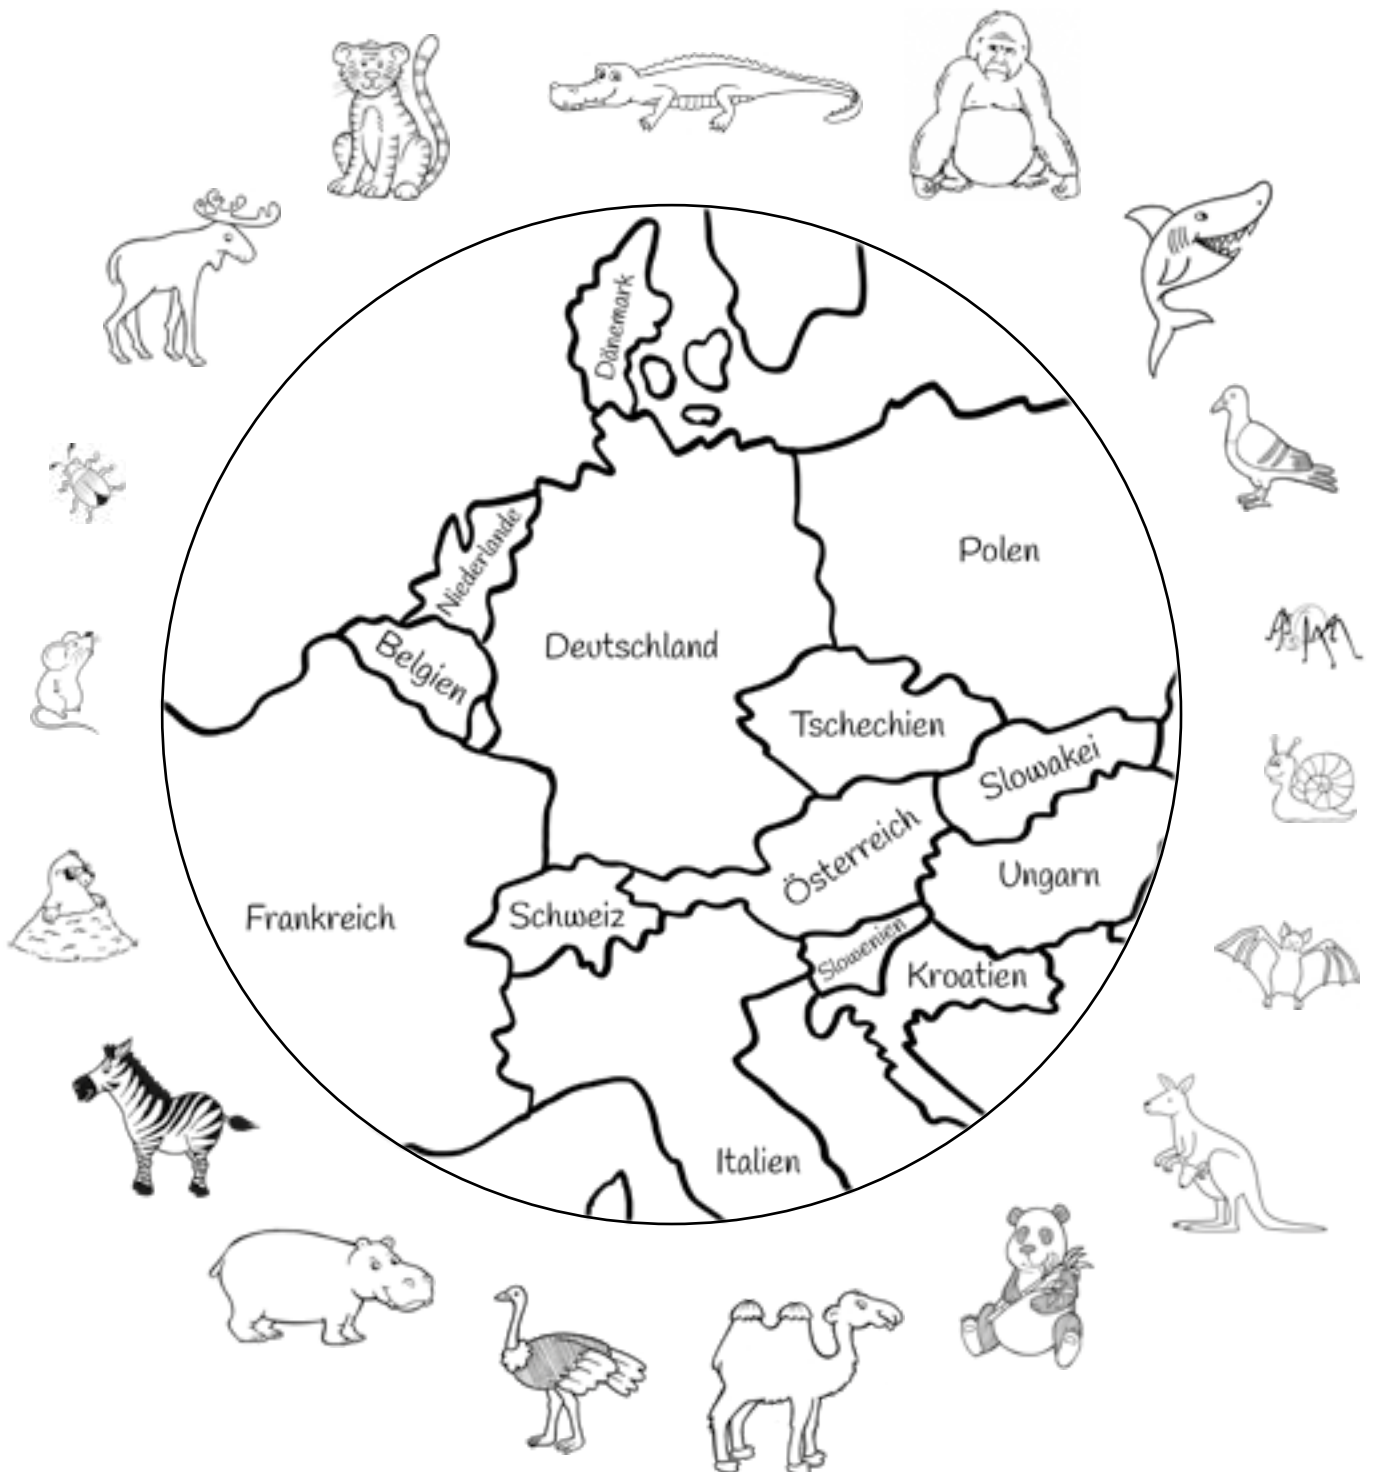 Dänemark
Niederlande
Polen
Belgien
Deutschland
Tschechien
Slowakei
Österreich
Ungarn
Frankreich
Schweiz
Slowenien
Kroatien
Italien